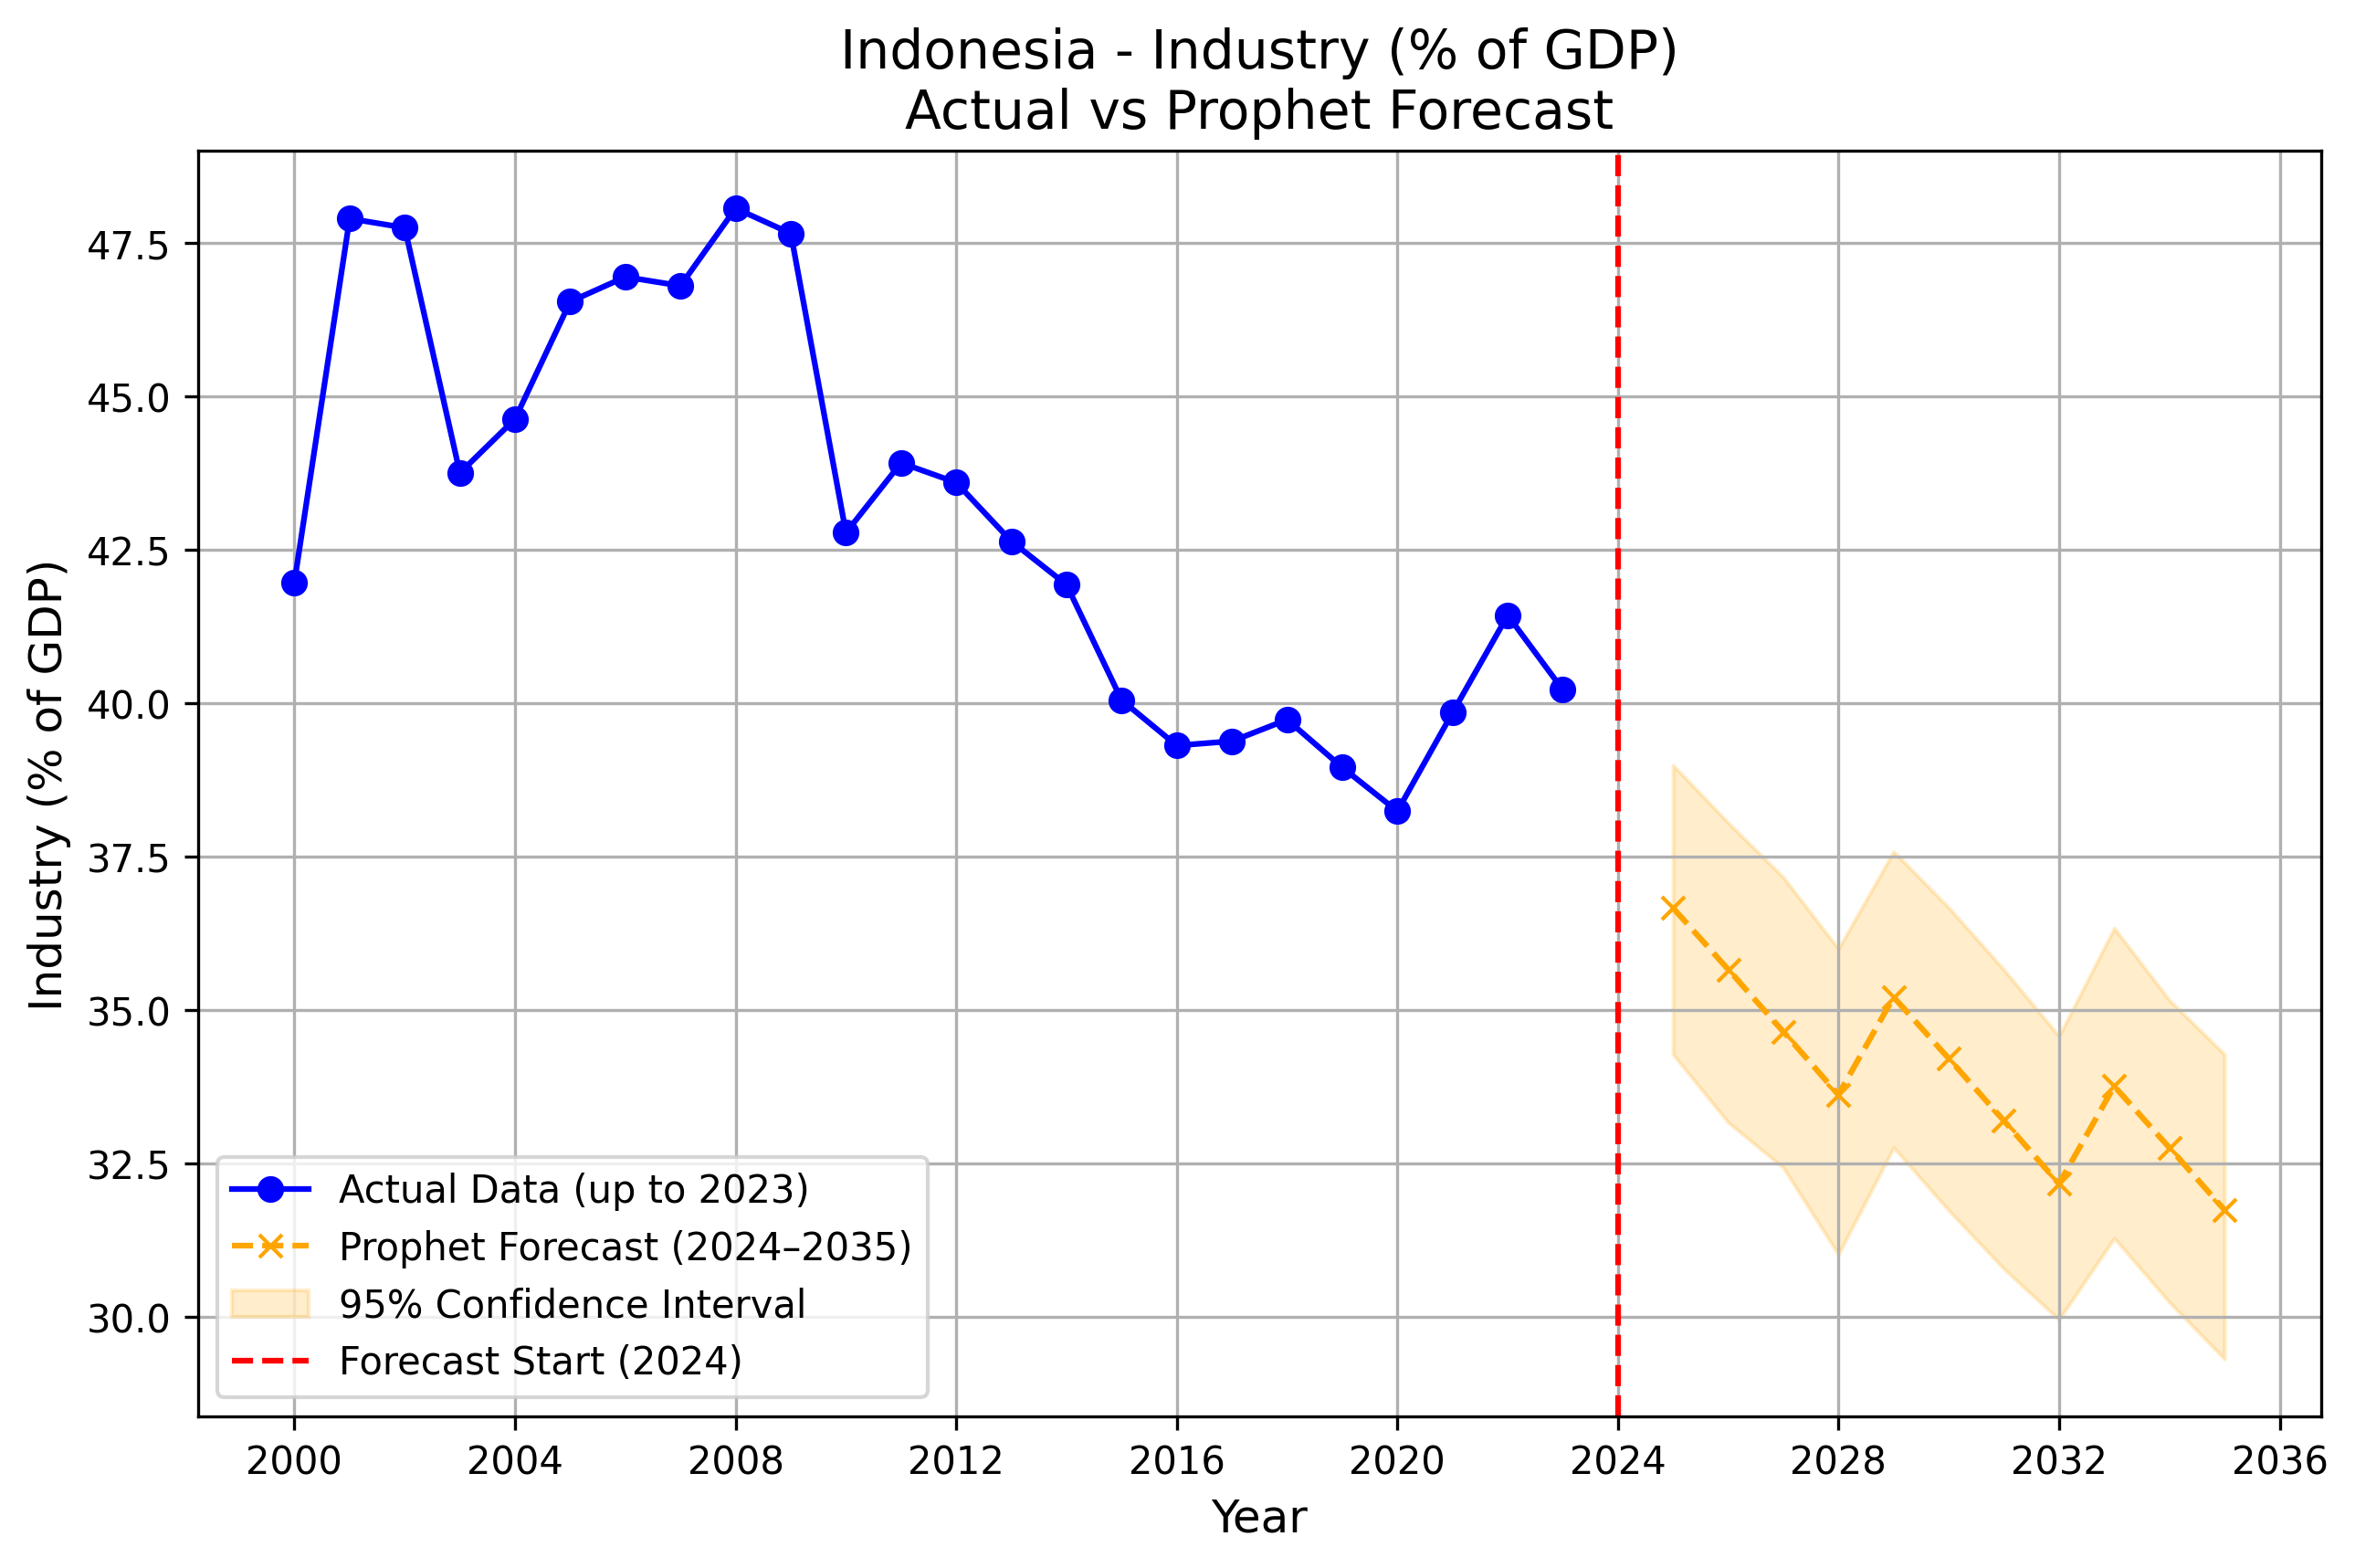 Indonesia - Industry (% of GDP)
Actual vs Prophet Forecast
Industry (% of GDP)
47.5
45.0
42.5
40.0
37.5
35.0
32.5
30.0
Actual Data (up to 2023)
Prophet Forecast (2024–2035)
95% Confidence Interval
Forecast Start (2024)
2000 2004 2008 2012 2016 2020 2024 2028 2032 2036
Year